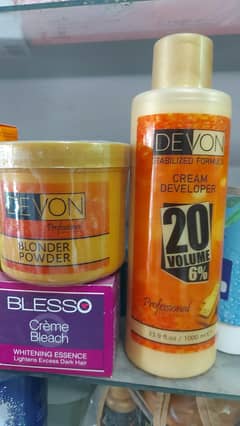 DEVON
Professional
BLONDER
POWDER
BLESSO
Crème
Bleach
WHITENING ESSENCE
Lightens Excess Dark Hair
DEVON
STABILIZED FORMULA
CREAM
DEVELOPER
20
VOLUME
6%
Professional
33.9 fl.oz / 1000 ml